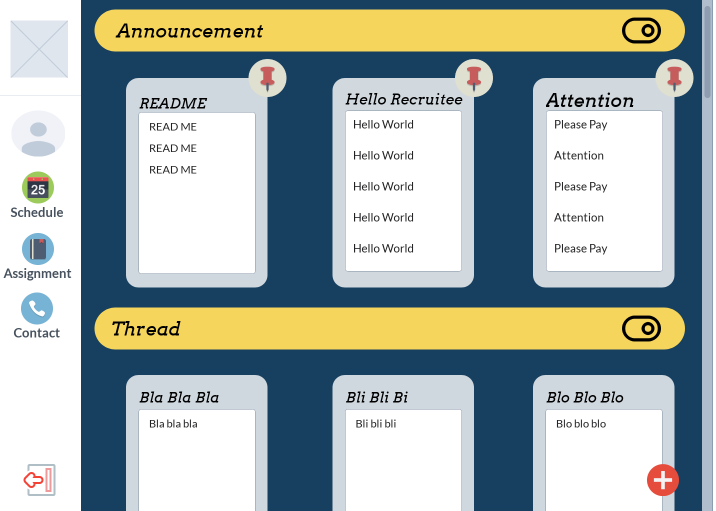 Announcement
README
READ ME
READ ME
READ ME
Hello Recruitee
Hello World
Hello World
Hello World
Hello World
Hello World
Attention
Please Pay
Attention
Please Pay
Attention
Please Pay
25
Schedule
Assignment
Contact
Thread
Bla Bla Bla
Bla bla bla
Bli Bli Bi
Bli bli bli
Blo Blo Blo
Blo blo blo